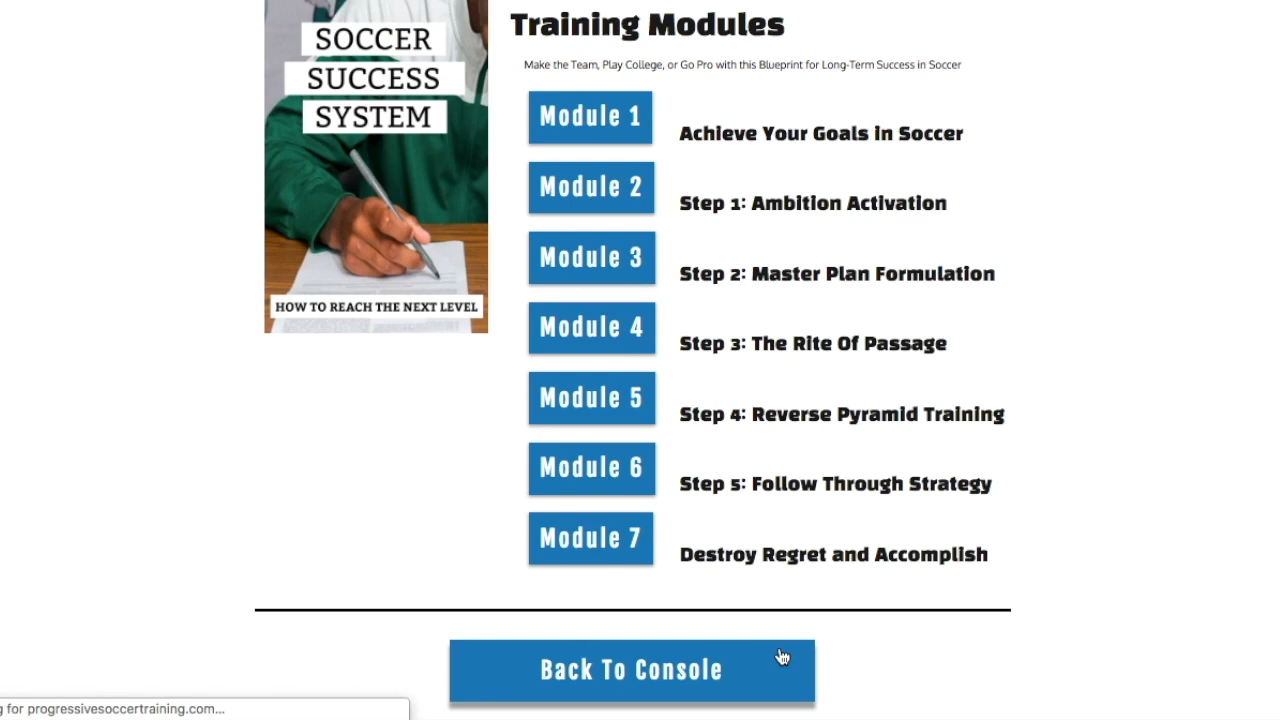 SOCCER
SUCCESS
SYSTEM
HOW TO REACH THE NEXT LEVEL
Training Modules
Make the Team, Play College, or Go Pro with this Blueprint for Long-Term Success in Soccer
Module 1
Achieve Your Goals in Soccer
Module 2
Step 1: Ambition Activation
Module 3
Step 2: Master Plan Formulation
Module 4
Step 3: The Rite Of Passage
Module 5
Step 4: Reverse Pyramid Training
Module 6
Step 5: Follow Through Strategy
Module 7
Destroy Regret and Accomplish
Back To Console
g for progressivesoccertraining.com...